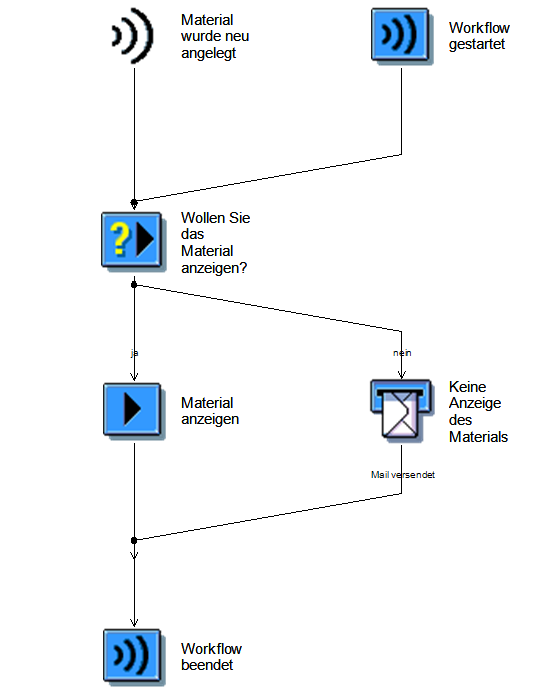 Material
wurde neu
angelegt
Workflow
gestartet
Wollen Sie
das
Material
anzeigen?
ja
nein
Material
anzeigen
Keine
Anzeige
des
Materials
Mail versendet
Workflow
beendet